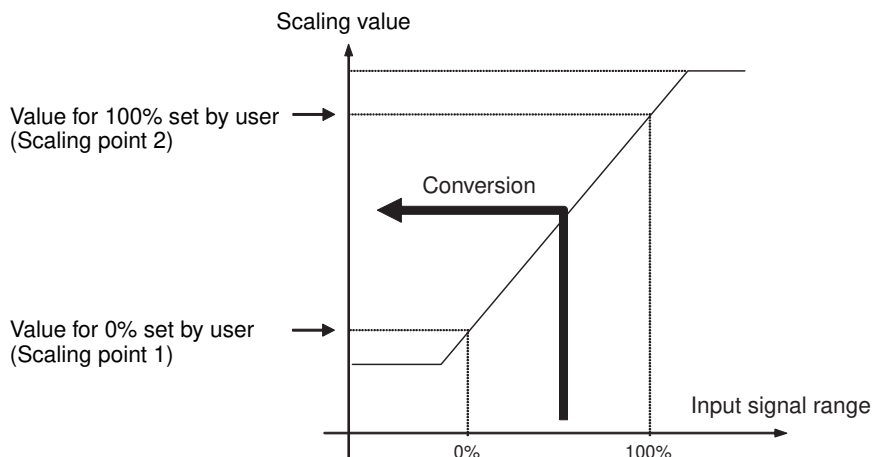 Scaling value
Value for 100% set by user
(Scaling point 2)
Conversion
Value for 0% set by user
(Scaling point 1)
Input signal range
0%
100%